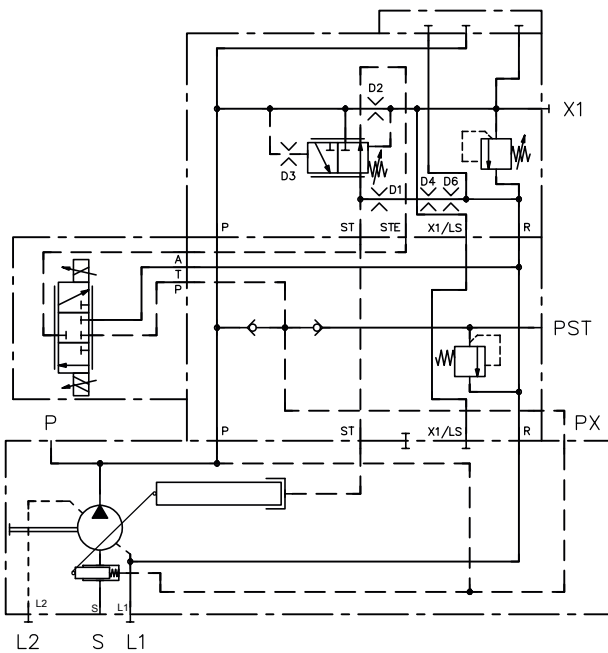 D2
X1
D3
D1 D4 D6
P ST STE X1/LS R
A
T
P
PST
P PX
P ST X1/LS R
L2 S L1
L2 S L1